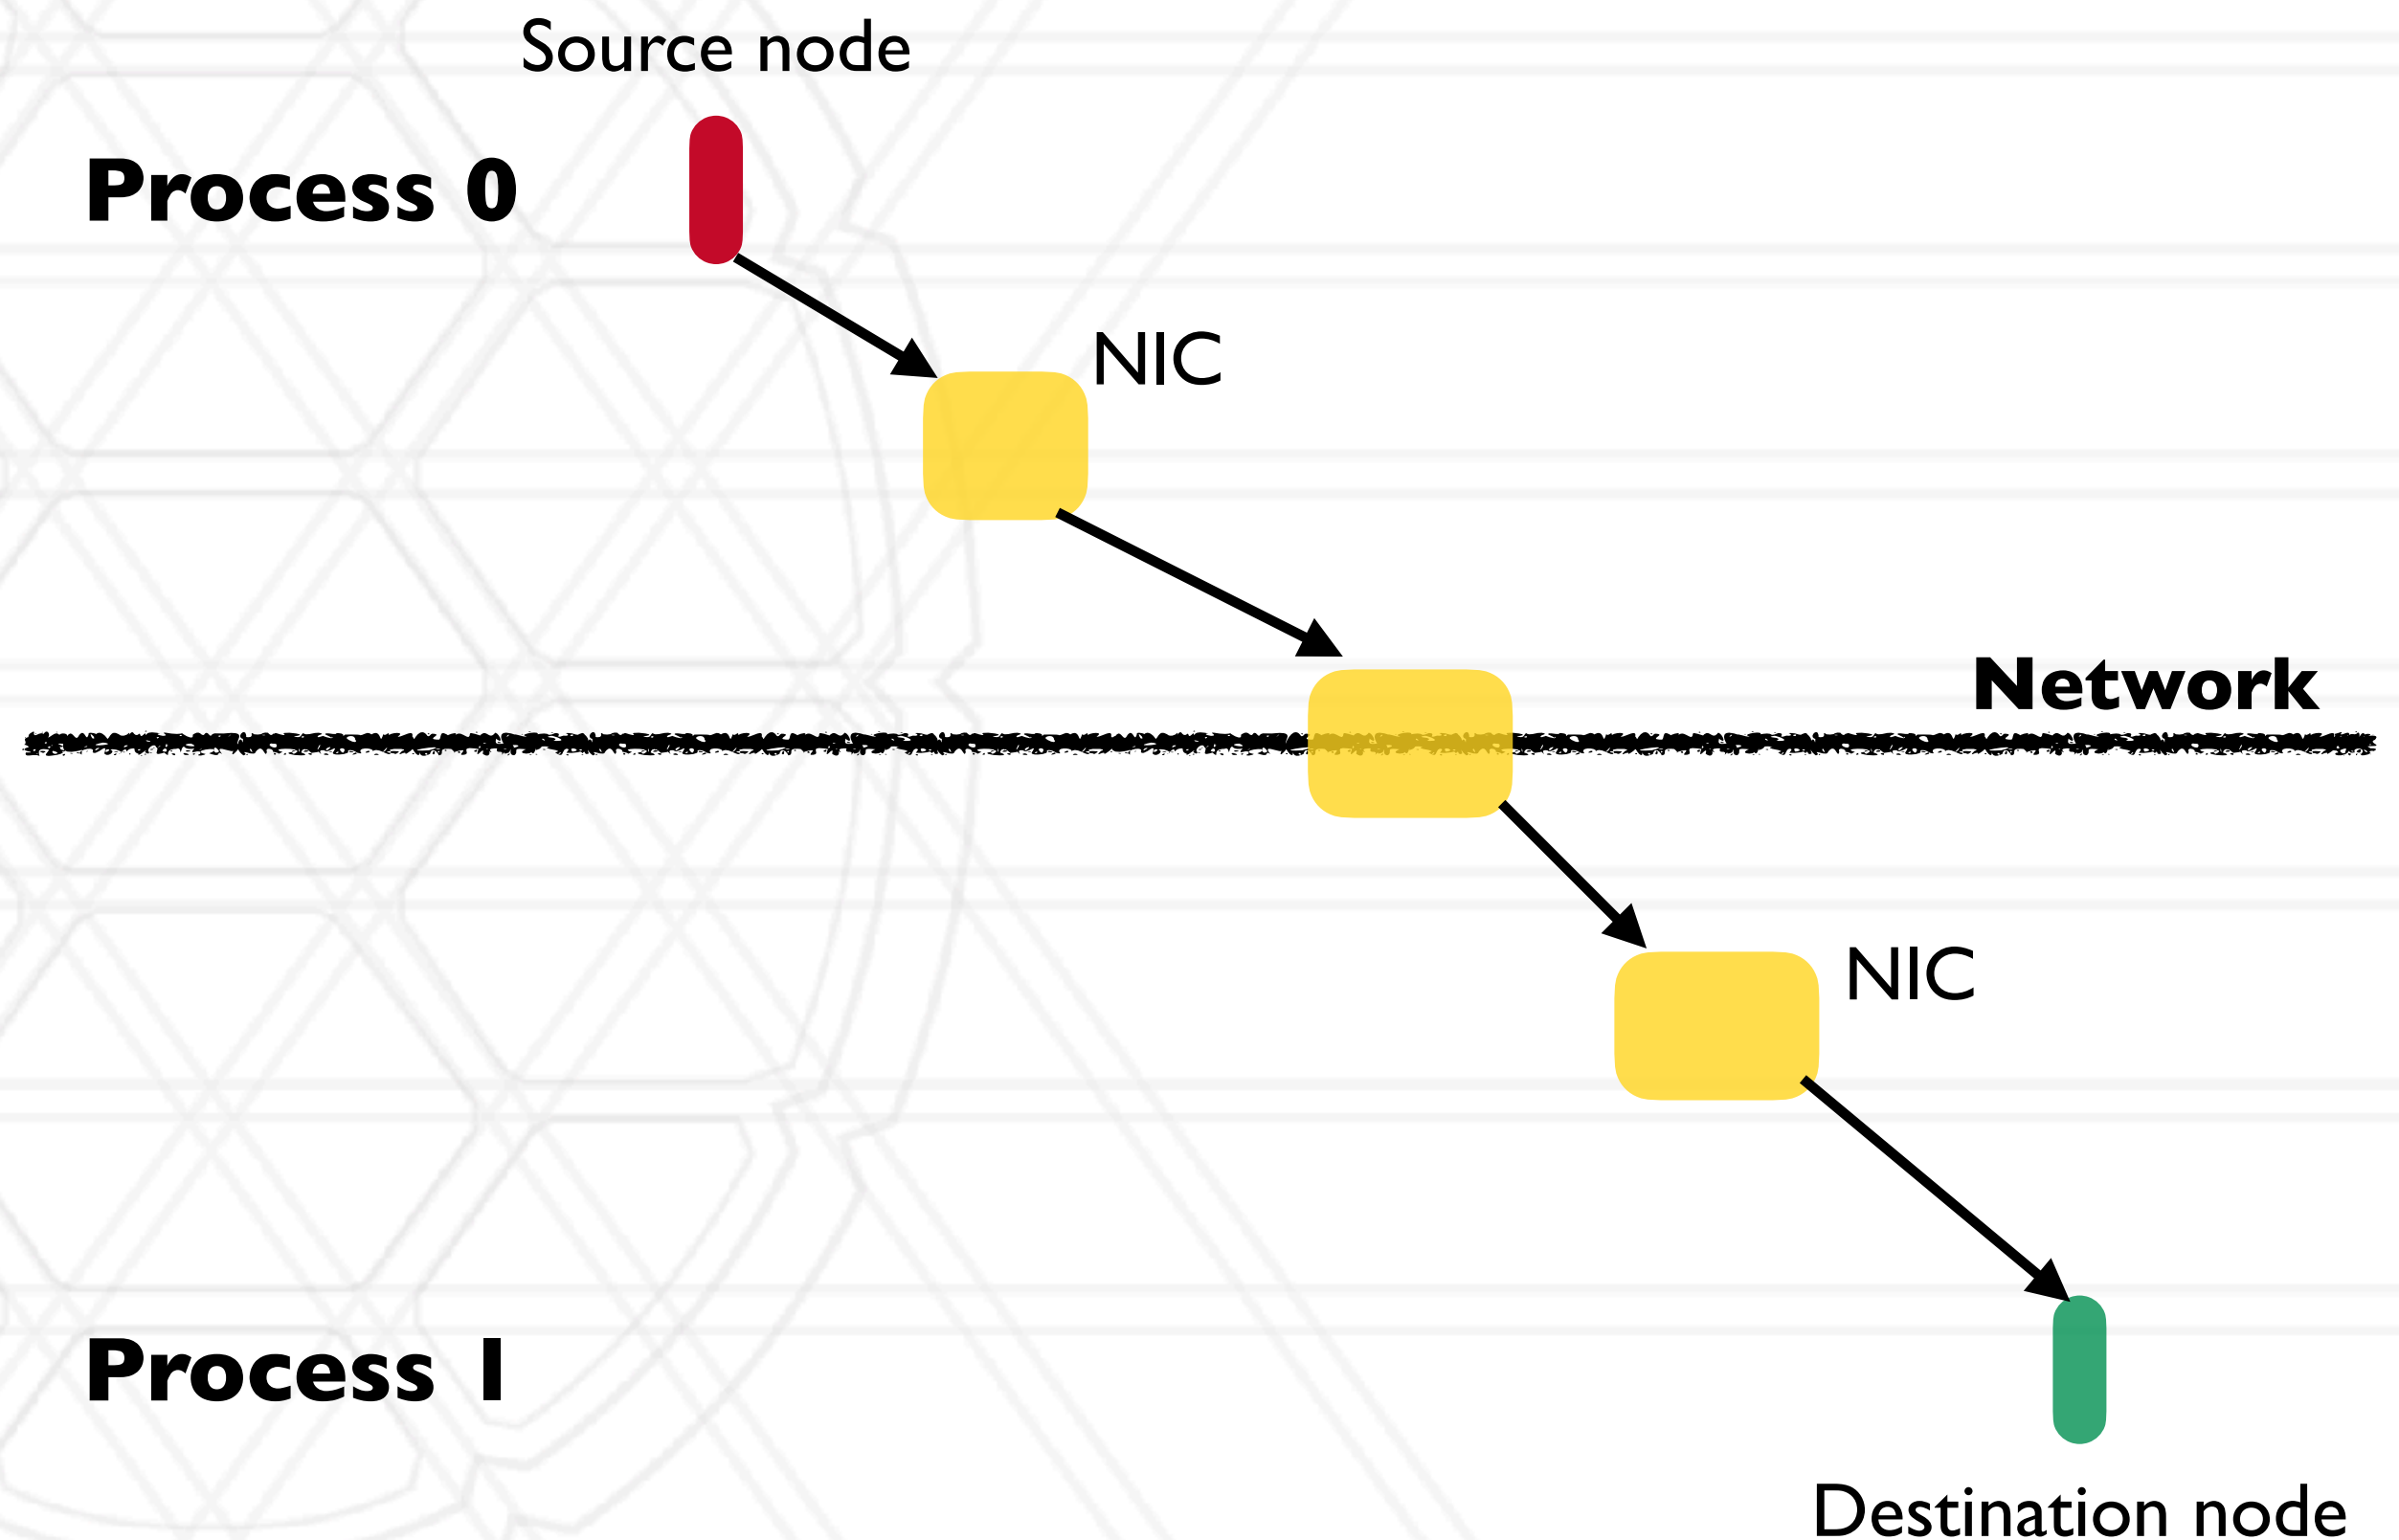 Source node
Process 0
NIC
Network
NIC
Process 1
Destination node